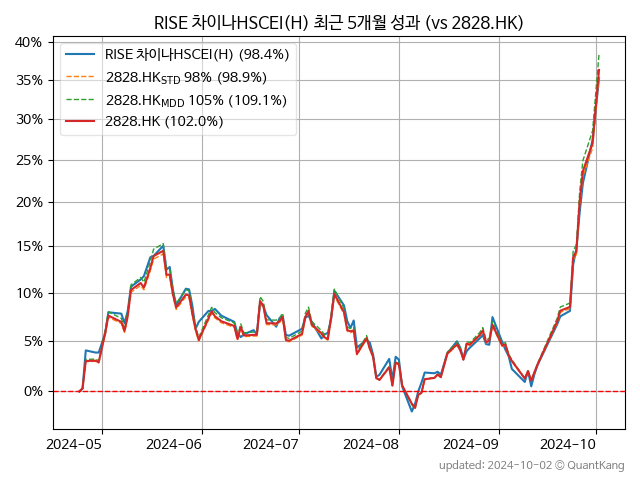 RISE 차이나HSCEI(H) 최근 5개월 성과 (vs 2828.HK)
RISE 차이나HSCEI(H) (98.4%)
2828.HK_STD 98% (98.9%)
2828.HK_MDD 105% (109.1%)
2828.HK (102.0%)
40%
35%
30%
25%
20%
15%
10%
5%
0%
2024-05 2024-06 2024-07 2024-08 2024-09 2024-10
updated: 2024-10-02 © QuantKang